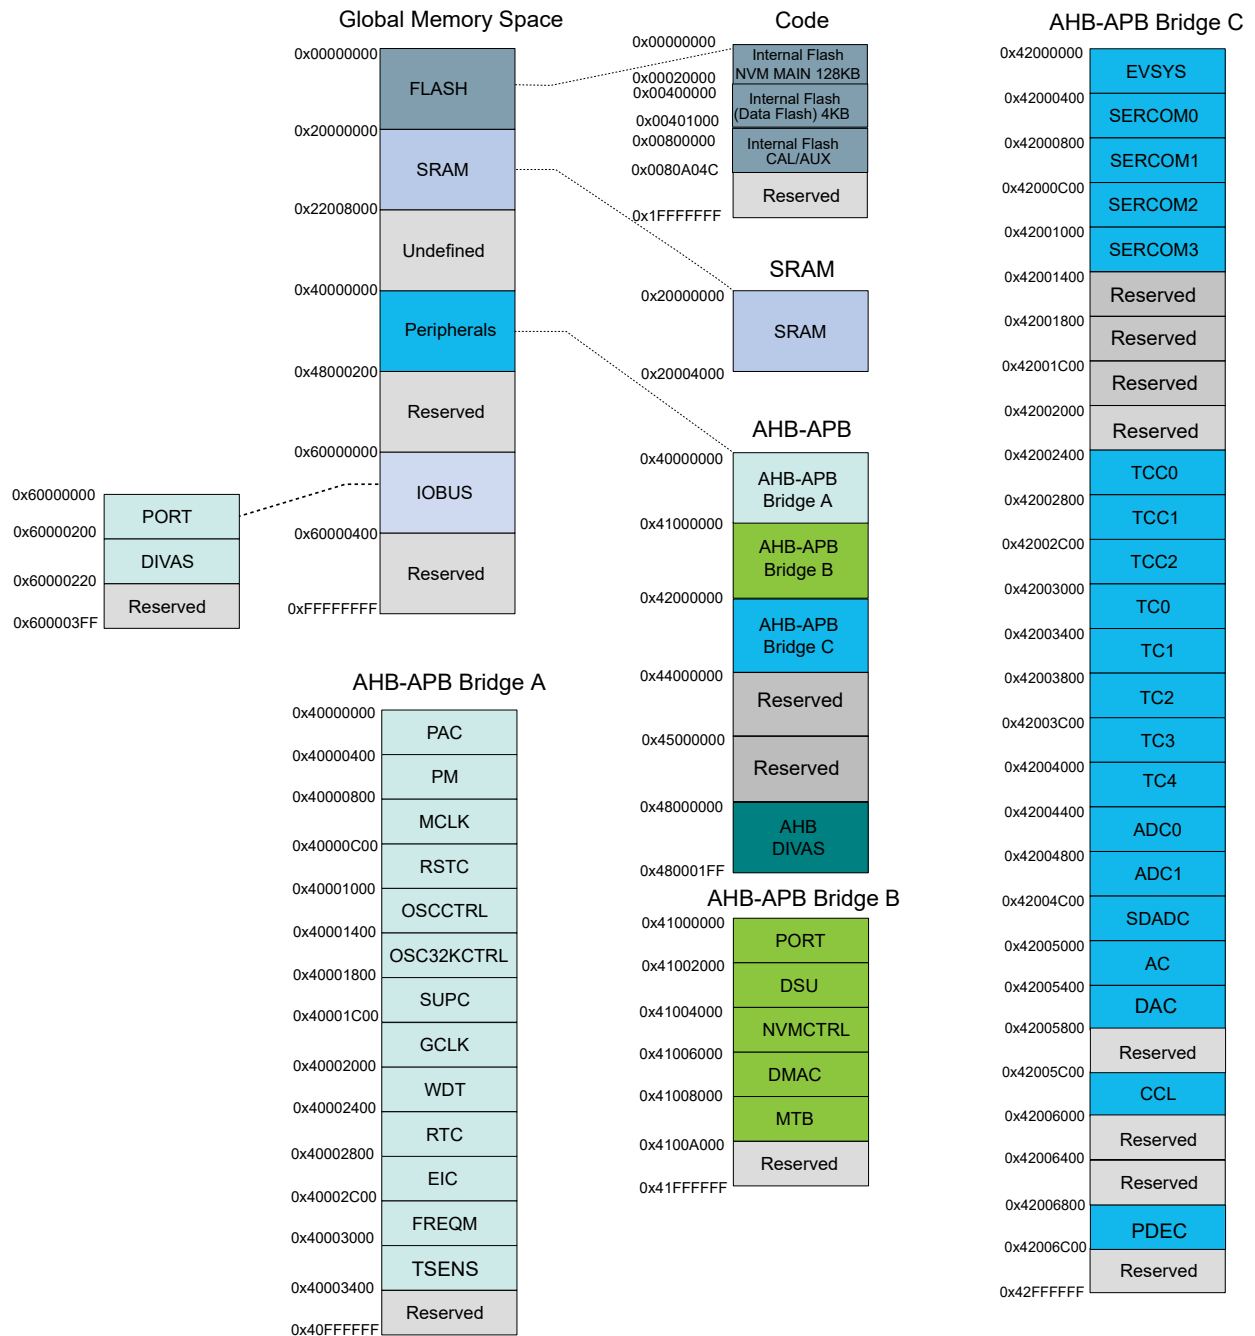 Global Memory Space
0x00000000
FLASH
0x20000000
SRAM
0x22008000
Undefined
0x40000000
Peripherals
0x48000200
Reserved
0x60000000
IOBUS
0x60000400
Reserved
0xFFFFFFFF
0x60000000
PORT
0x60000200
DIVAS
0x60000220
Reserved
0x600003FF
Code
0x00000000
Internal Flash
NVM MAIN 128KB
0x00020000
0x00400000
Internal Flash
(Data Flash) 4KB
0x00401000
0x00800000
Internal Flash
CAL/AUX
0x0080A04C
Reserved
0x1FFFFFFF
SRAM
0x20000000
SRAM
0x20004000
AHB-APB
0x40000000
AHB-APB
Bridge A
0x41000000
AHB-APB
Bridge B
0x42000000
AHB-APB
Bridge C
0x44000000
Reserved
0x45000000
Reserved
0x48000000
AHB
DIVAS
0x480001FF
AHB-APB Bridge A
0x40000000
PAC
0x40000400
PM
0x40000800
MCLK
0x40000C00
RSTC
0x40001000
OSCCTRL
0x40001400
OSC32KCTRL
0x40001800
SUPC
0x40001C00
GCLK
0x40002000
WDT
0x40002400
RTC
0x40002800
EIC
0x40002C00
FREQM
0x40003000
TSENS
0x40003400
Reserved
0x40FFFFFF
AHB-APB Bridge B
0x41000000
PORT
0x41002000
DSU
0x41004000
NVMCTRL
0x41006000
DMAC
0x41008000
MTB
0x4100A000
Reserved
0x41FFFFFF
AHB-APB Bridge C
0x42000000
EVSYS
0x42000400
SERCOM0
0x42000800
SERCOM1
0x42000C00
SERCOM2
0x42001000
SERCOM3
0x42001400
Reserved
0x42001800
Reserved
0x42001C00
Reserved
0x42002000
Reserved
0x42002400
TCC0
0x42002800
TCC1
0x42002C00
TCC2
0x42003000
TC0
0x42003400
TC1
0x42003800
TC2
0x42003C00
TC3
0x42004000
TC4
0x42004400
ADC0
0x42004800
ADC1
0x42004C00
SDADC
0x42005000
AC
0x42005400
DAC
0x42005800
Reserved
0x42005C00
CCL
0x42006000
Reserved
0x42006400
Reserved
0x42006800
PDEC
0x42006C00
Reserved
0x42FFFFFF